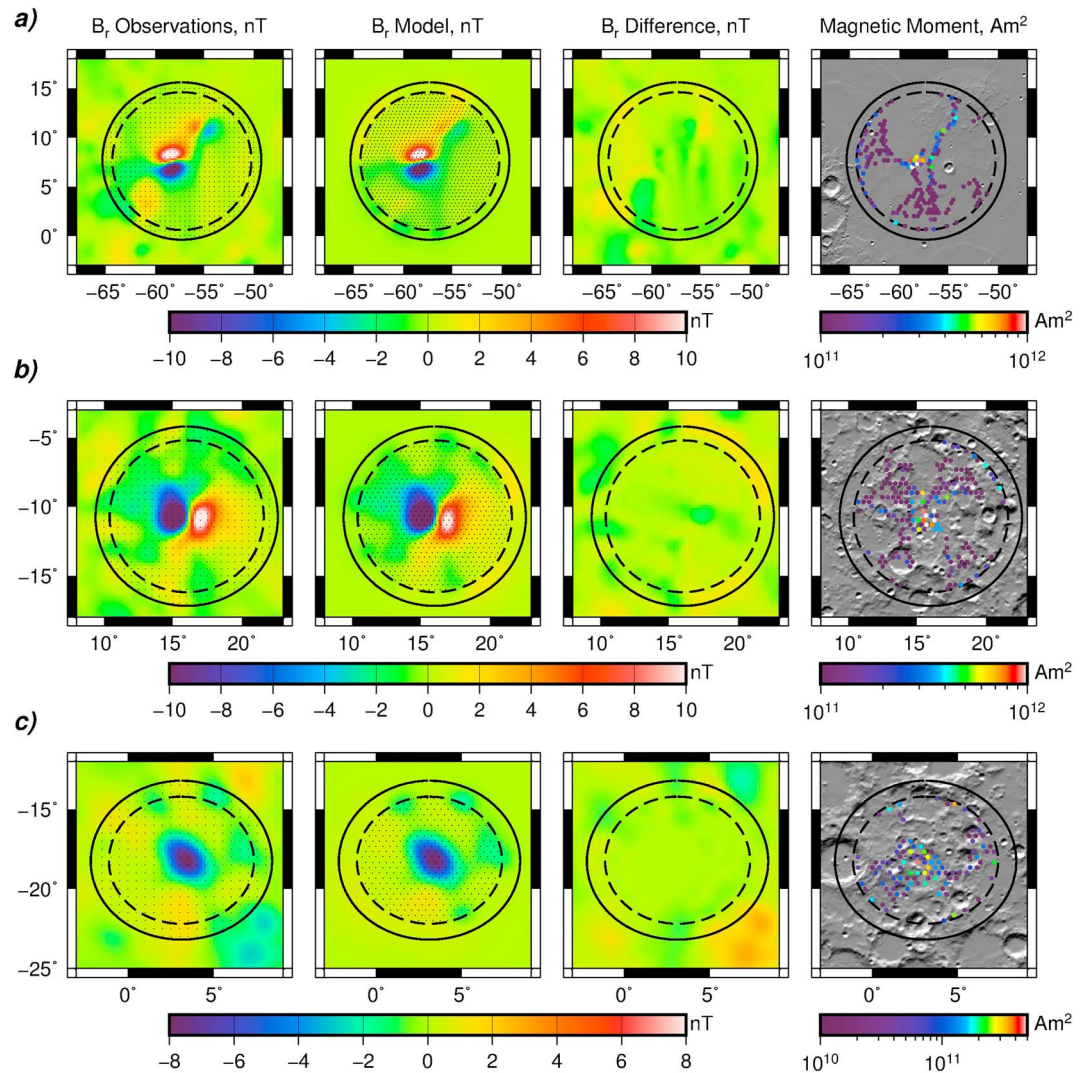 a)
B_r Observations, nT B_r Model, nT B_r Difference, nT Magnetic Moment, Am²
15˚
10˚
5˚
0˚
−65˚ −60˚ −55˚ −50˚ −65˚ −60˚ −55˚ −50˚ −65˚ −60˚ −55˚ −50˚ −65˚ −60˚ −55˚ −50˚
nT Am²
−10 −8 −6 −4 −2 0 2 4 6 8 10 10¹¹ 10¹²
b)
−5˚
−10˚
−15˚
10˚ 15˚ 20˚ 10˚ 15˚ 20˚ 10˚ 15˚ 20˚ 10˚ 15˚ 20˚
nT Am²
−10 −8 −6 −4 −2 0 2 4 6 8 10 10¹¹ 10¹²
c)
−15˚
−20˚
−25˚
0˚ 5˚ 0˚ 5˚ 0˚ 5˚ 0˚ 5˚
nT Am²
−8 −6 −4 −2 0 2 4 6 8 10¹⁰ 10¹¹